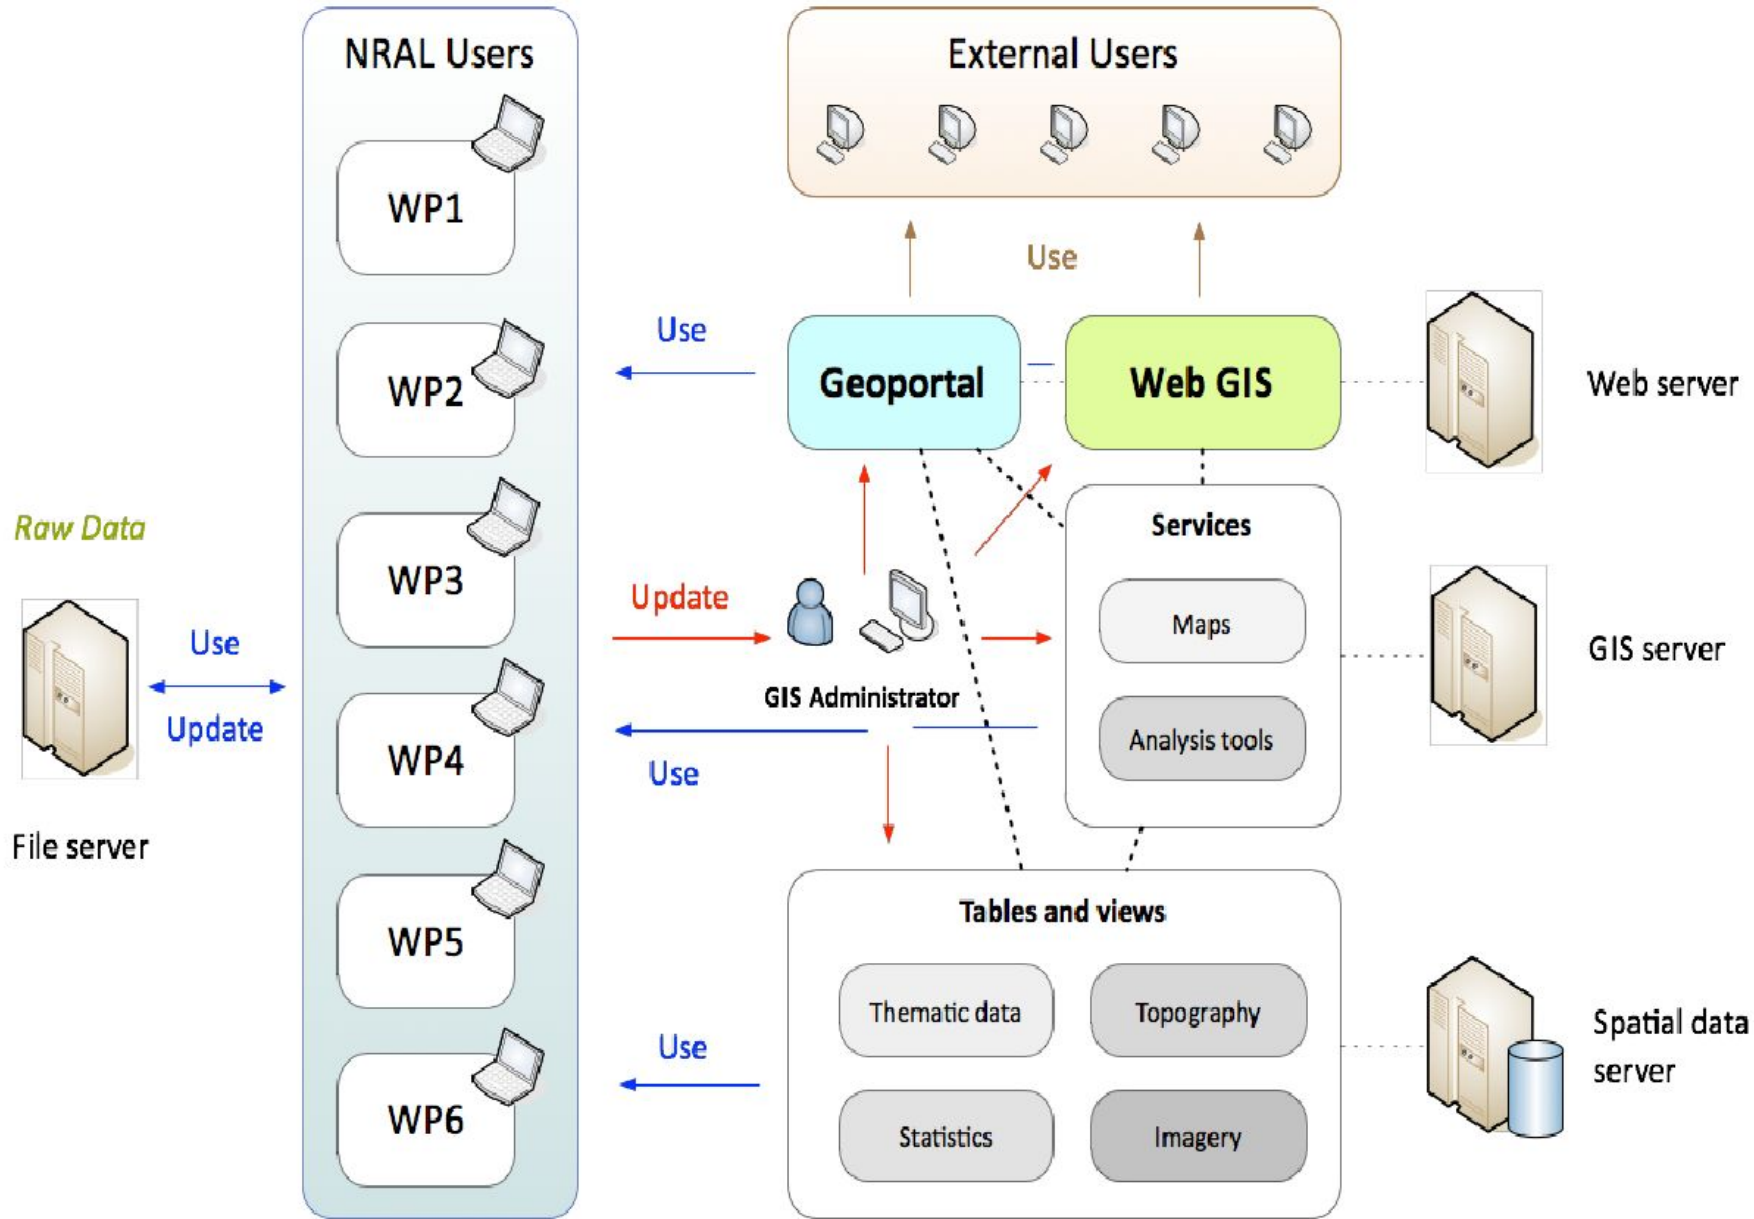 NRAL Users
External Users
WP1
Use
Use
Geoportal
Web GIS
Web server
WP2
Raw Data
Services
WP3
Update
Maps
Use
GIS server
GIS Administrator
Update
Analysis tools
WP4
Use
File server
Tables and views
WP5
Thematic data
Topography
Spatial data
server
Use
WP6
Statistics
Imagery